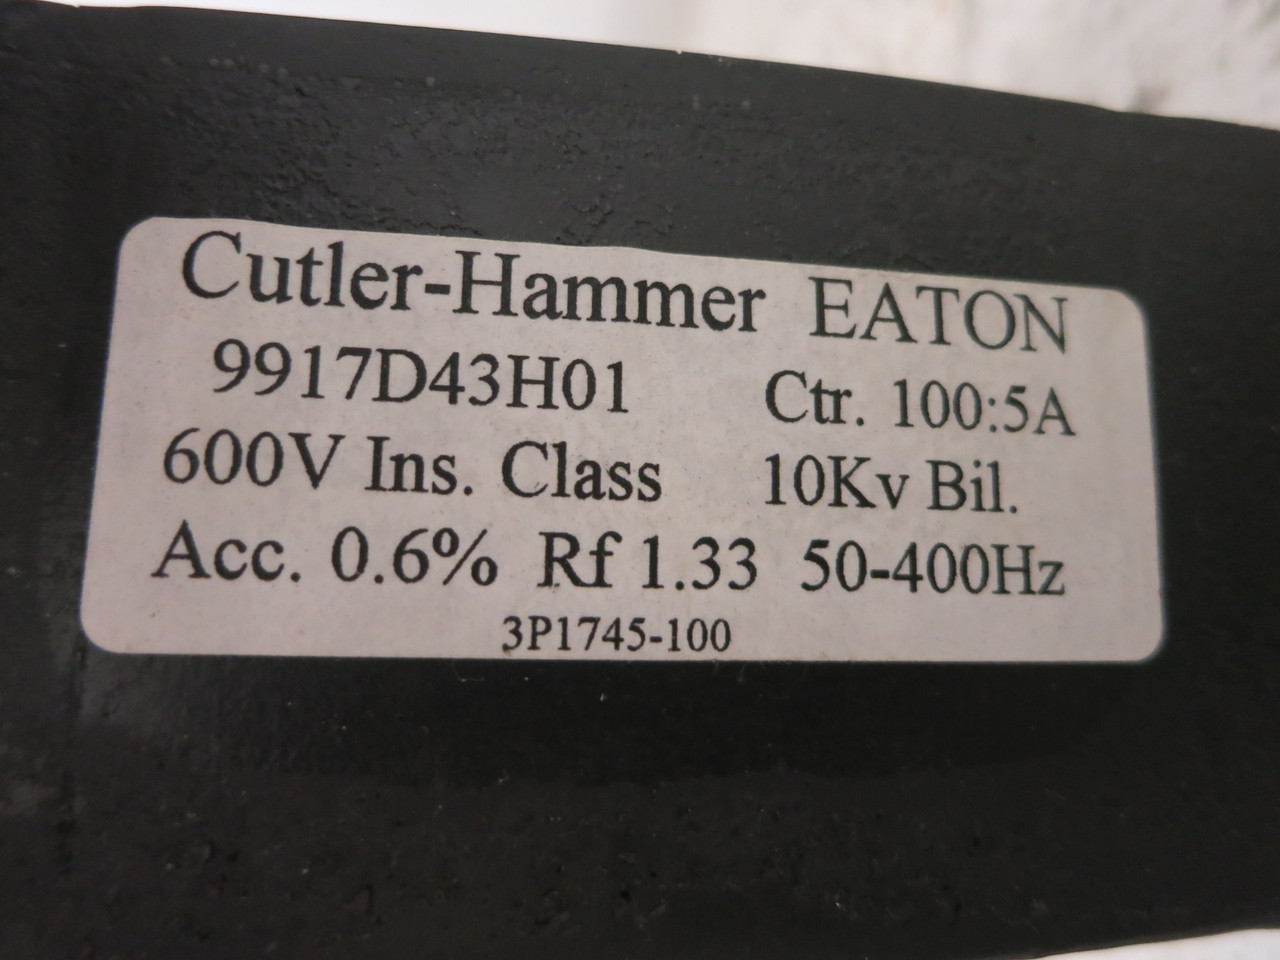 Cutler-Hammer EATON
9917D43H01 Ctr. 100:5A
600V Ins. Class 10Kv Bil.
Acc. 0.6% Rf 1.33 50-400Hz
3P1745-100